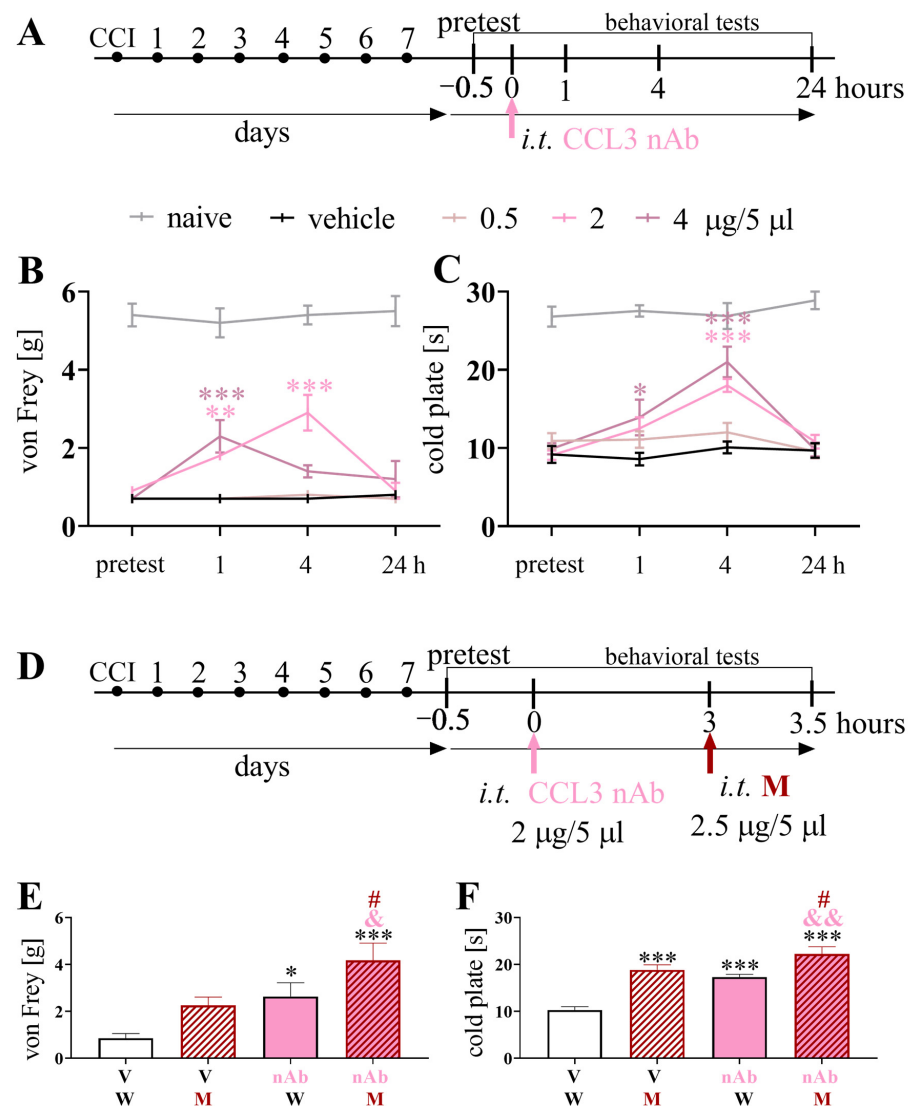 A
pretest
behavioral tests
CCI 1 2 3 4 5 6 7
−0.5 0 1 4 24 hours
days
i.t. CCL3 nAb
naive vehicle 0.5 2 4 μg/5 μl
B
von Frey [g]
6
4
2
0
***
**
***
pretest 1 4 24 h
C
cold plate [s]
30
20
10
0
*
***
***
pretest 1 4 24 h
D
pretest
behavioral tests
CCI 1 2 3 4 5 6 7
−0.5 0 3 3.5 hours
days
i.t. CCL3 nAb
2 μg/5 μl
i.t. M
2.5 μg/5 μl
E
von Frey [g]
6
4
2
0
*
#
&
***
V V nAb nAb
W M W M
F
cold plate [s]
30
20
10
0
***
***
#
&&
***
V V nAb nAb
W M W M